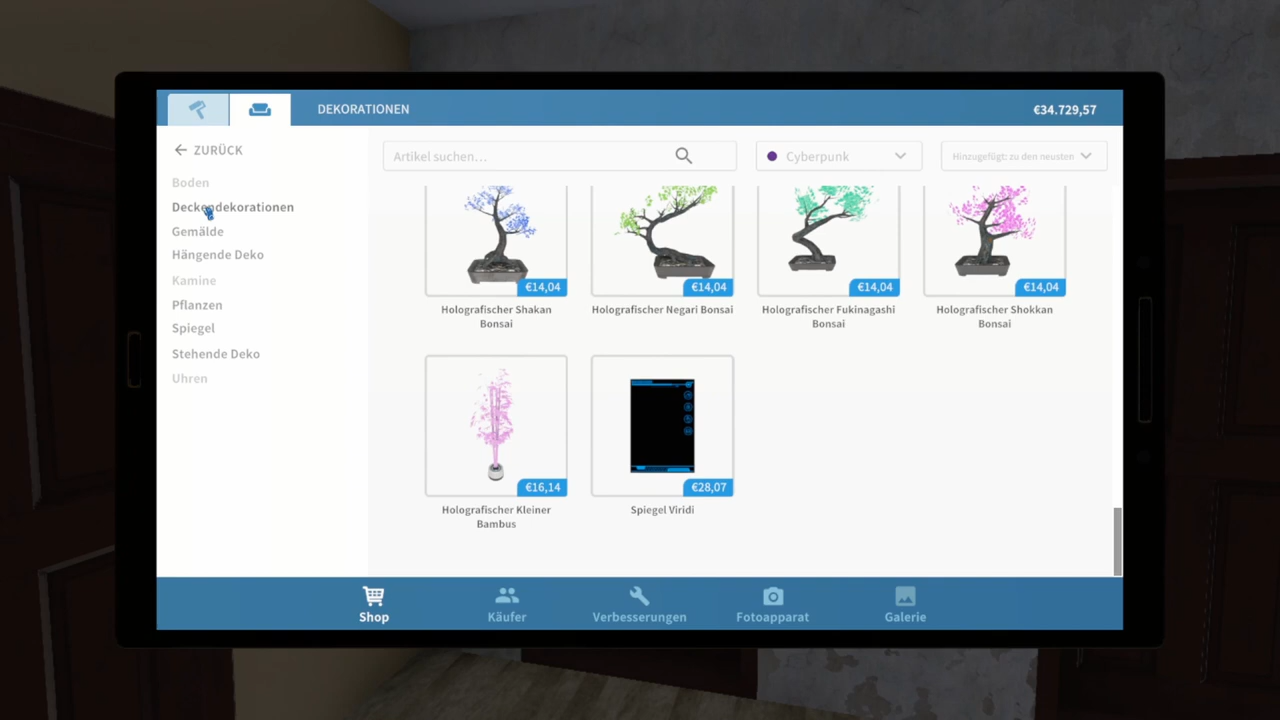 DEKORATIONEN
€34.729,57
ZURÜCK
Artikel suchen...
Cyberpunk
Hinzugefügt: zu den neusten
Boden
Deckendekorationen
Gemälde
Hängende Deko
Kamine
Pflanzen
Spiegel
Stehende Deko
Uhren
€14,04
€14,04
€14,04
€14,04
Holografischer Shakan
Bonsai
Holografischer Negari Bonsai
Holografischer Fukinagashi
Bonsai
Holografischer Shokkan
Bonsai
€16,14
€28,07
Holografischer Kleiner
Bambus
Spiegel Viridi
Shop
Käufer
Verbesserungen
Fotoapparat
Galerie